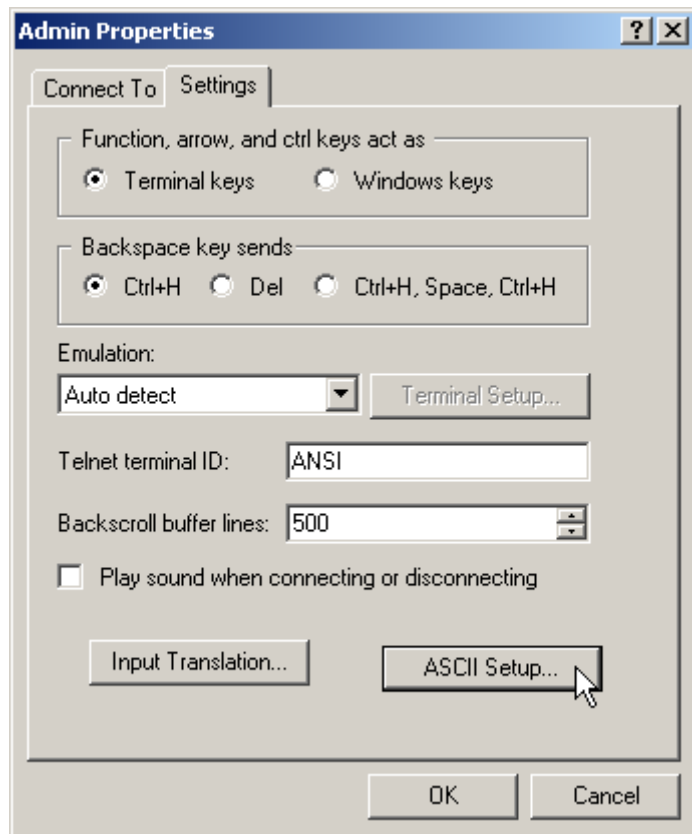 Admin Properties
Connect To Settings
Function, arrow, and ctrl keys act as
Terminal keys Windows keys
Backspace key sends
Ctrl+H Del Ctrl+H, Space, Ctrl+H
Emulation:
Auto detect Terminal Setup...
Telnet terminal ID: ANSI
Backscroll buffer lines: 500
Play sound when connecting or disconnecting
Input Translation... ASCII Setup...
OK Cancel